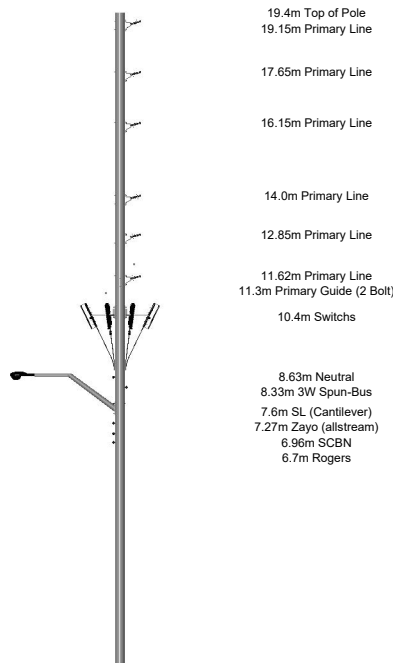 19.4m Top of Pole
19.15m Primary Line
17.65m Primary Line
16.15m Primary Line
14.0m Primary Line
12.85m Primary Line
11.62m Primary Line
11.3m Primary Guide (2 Bolt)
10.4m Switchs
8.63m Neutral
8.33m 3W Spun-Bus
7.6m SL (Cantilever)
7.27m Zayo (allstream)
6.96m SCBN
6.7m Rogers